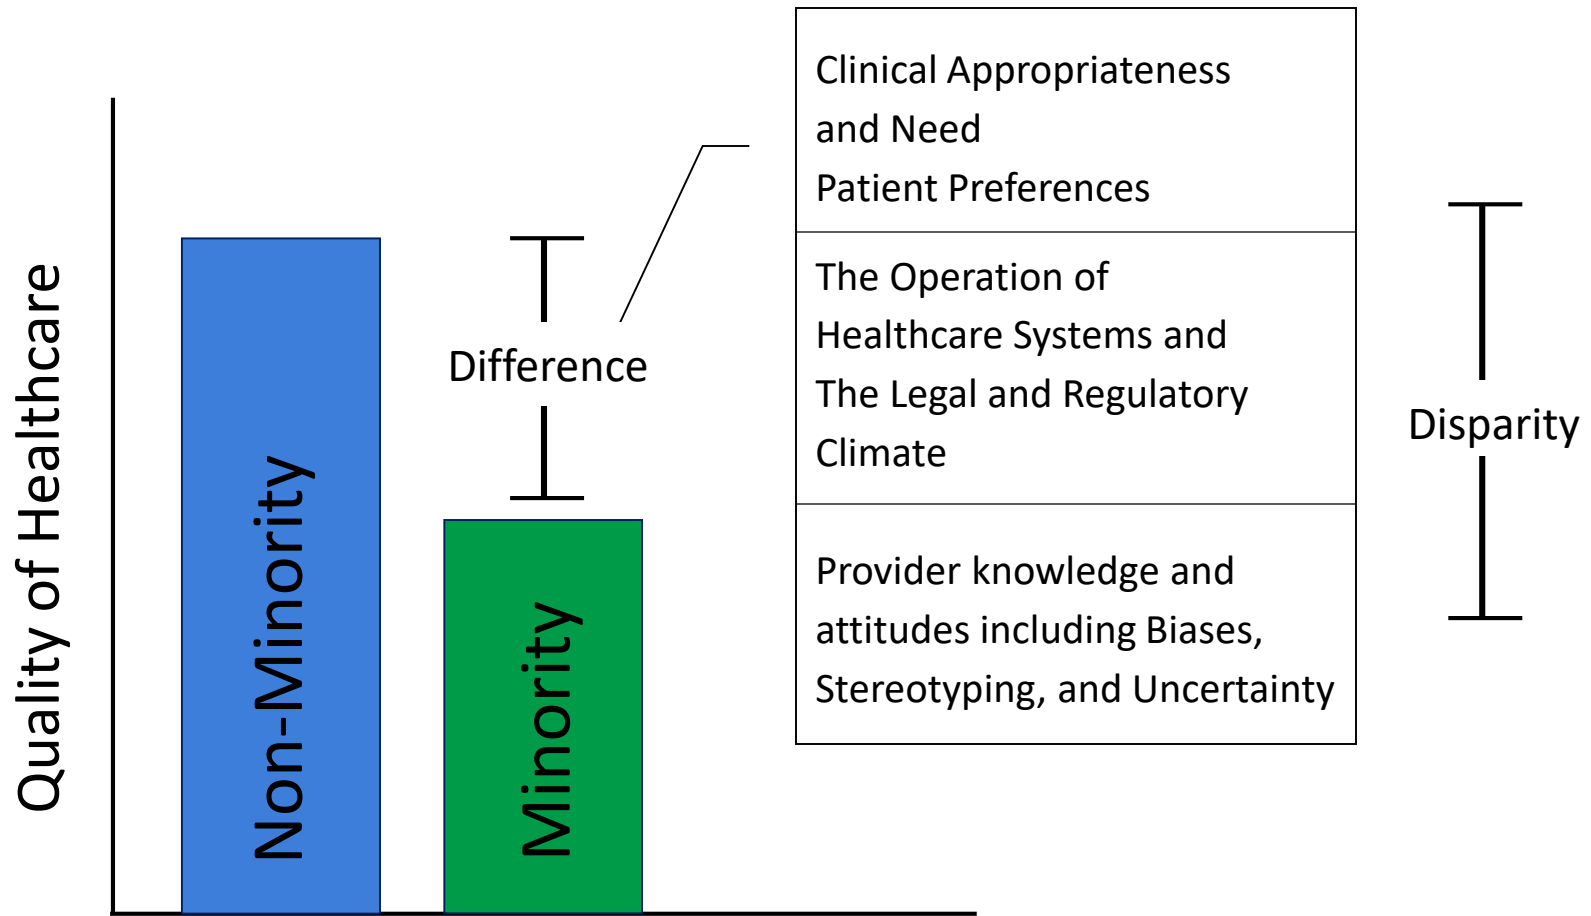 Quality of Healthcare
Non-Minority
Minority
Difference
Clinical Appropriateness
and Need
Patient Preferences
The Operation of
Healthcare Systems and
The Legal and Regulatory
Climate
Provider knowledge and
attitudes including Biases,
Stereotyping, and Uncertainty
Disparity